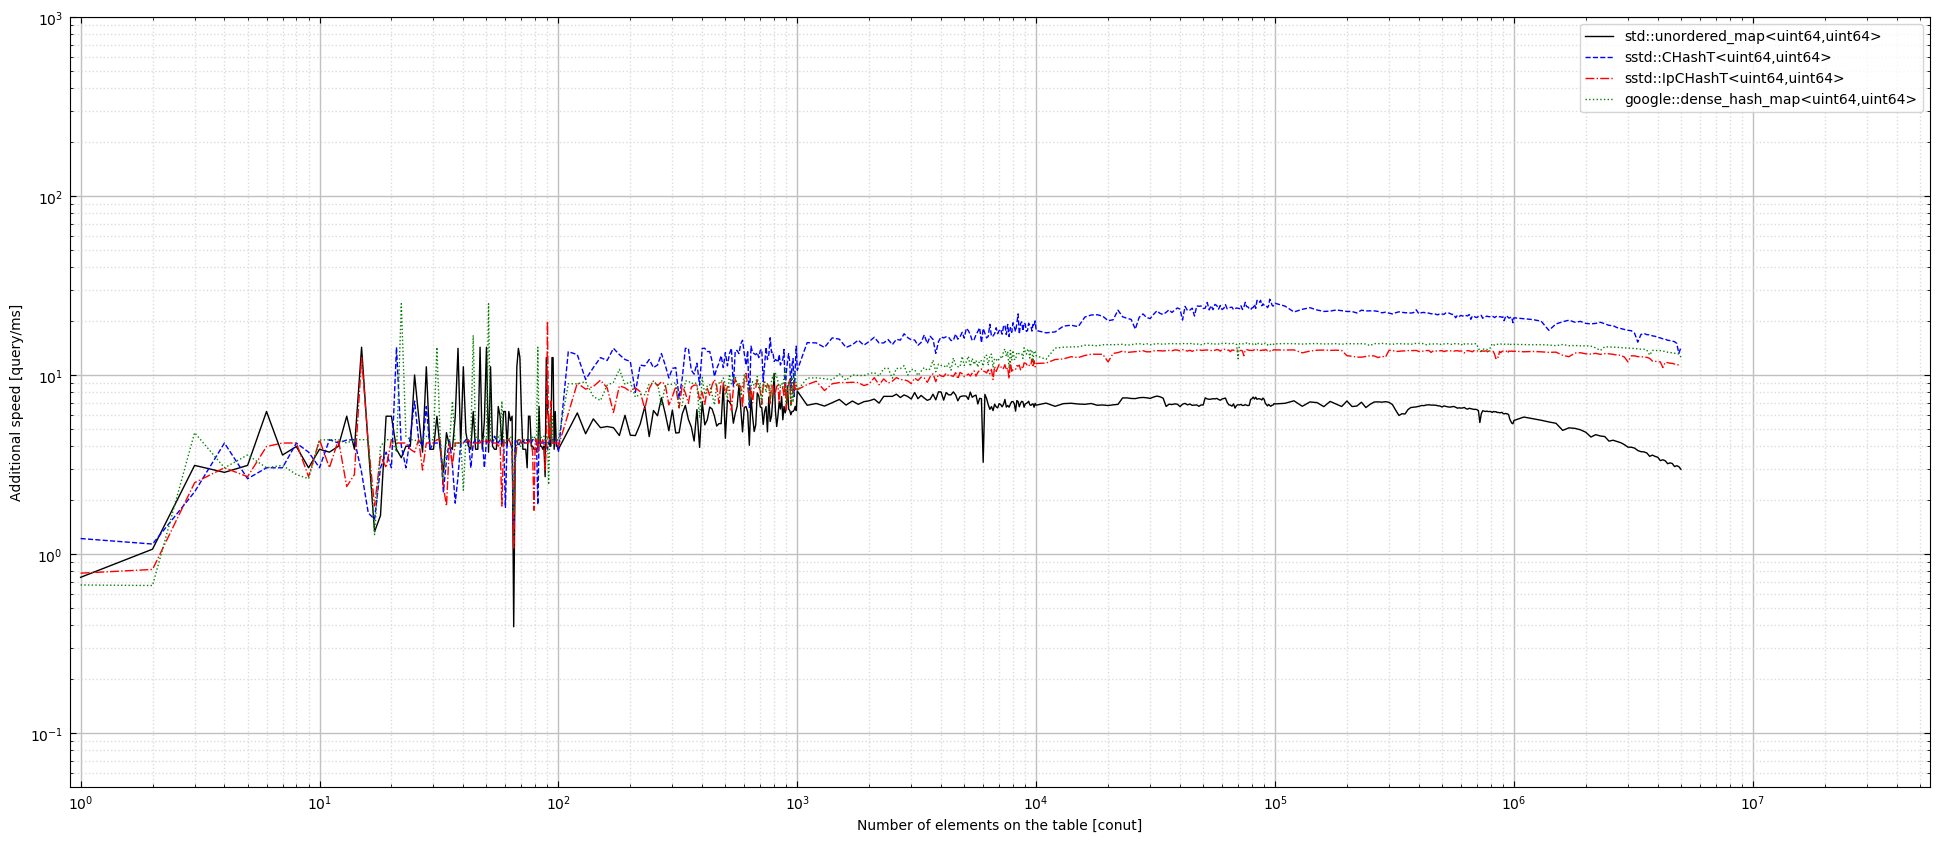 10³
10²
10¹
10⁰
10⁻¹
Additional speed [query/ms]
std::unordered_map<uint64,uint64>
sstd::CHashT<uint64,uint64>
sstd::IpCHashT<uint64,uint64>
google::dense_hash_map<uint64,uint64>
10⁰ 10¹ 10² 10³ 10⁴ 10⁵ 10⁶ 10⁷
Number of elements on the table [conut]